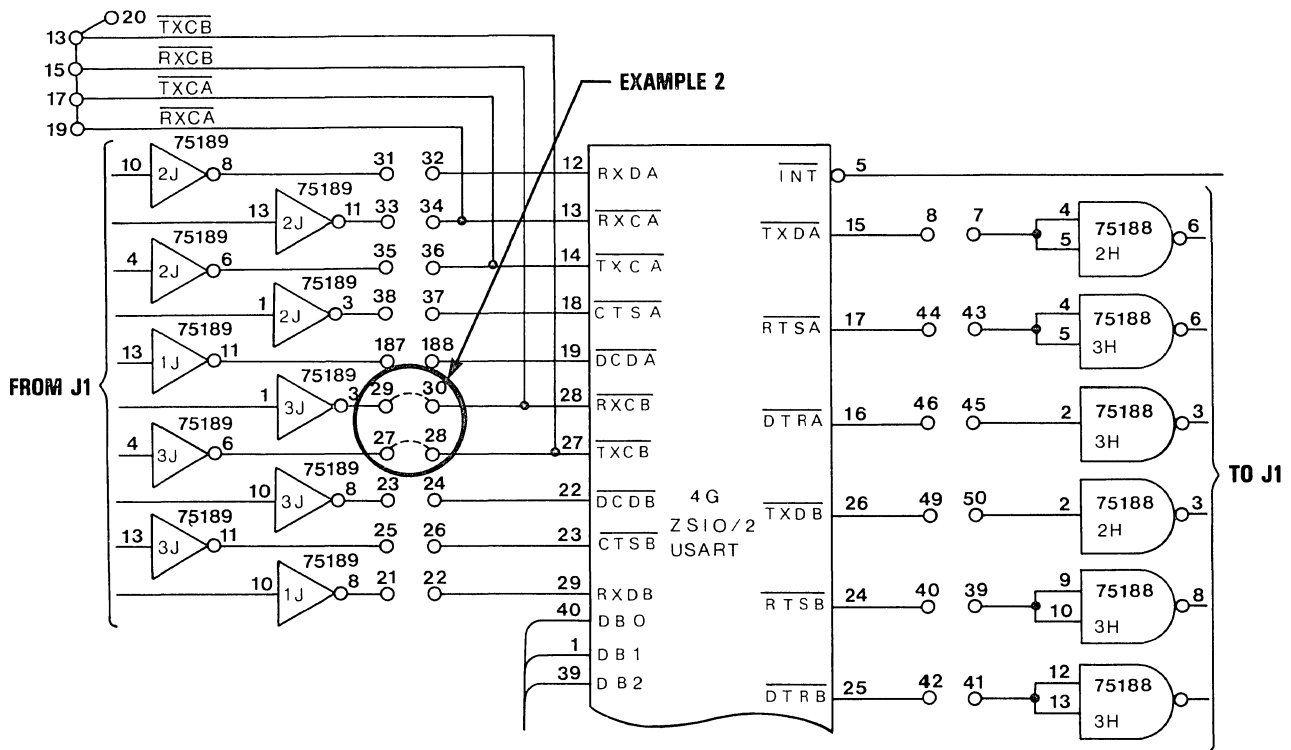 20 TXCB
13
RXCB
15
TXCA
17
RXCA
19
EXAMPLE 2
FROM J1
10 75189 2J 8 31 32 12 RXDA
13 75189 2J 11 33 34 13 RXCA
4 75189 2J 6 35 36 14 TXCA
1 75189 2J 3 38 37 18 CTSA
13 75189 1J 11 187 188 19 DCDA
1 75189 3J 3 29 30 28 RXCB
4 75189 3J 6 27 28 27 TXCB
10 75189 3J 8 23 24 22 DCDB
13 75189 3J 11 25 26 23 CTSB
10 75189 1J 8 21 22 29 RXDB
40 DB0
1 DB1
39 DB2
4G
ZSIO/2
USART
INT 5
TXDA 15 8 7 4 5 75188 2H 6
RTSA 17 44 43 4 5 75188 3H 6
DTRA 16 46 45 2 75188 3H 3
TXDB 26 49 50 2 75188 2H 3
RTSB 24 40 39 9 10 75188 3H 8
DTRB 25 42 41 12 13 75188 3H
TO J1